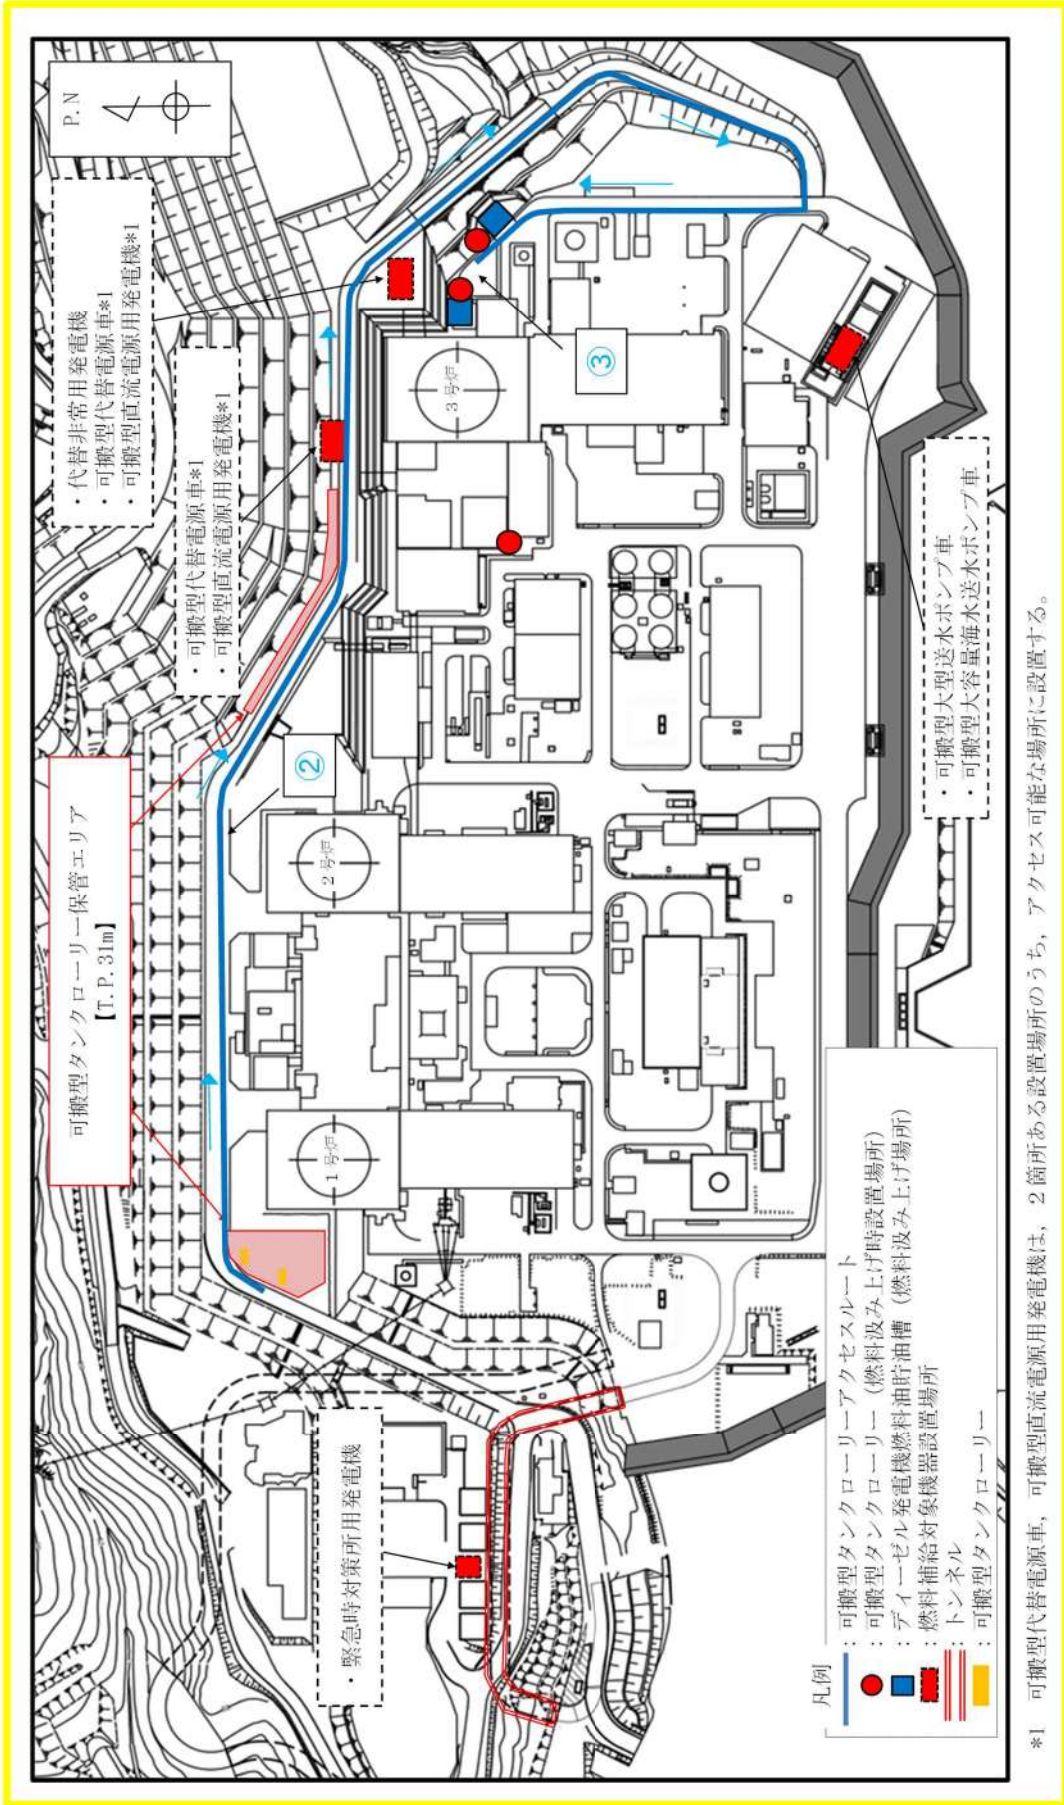 P.N
・代替非常用発電機
・可搬型代替電源車*1
・可搬型直流電源用発電機*1
・可搬型代替電源車*1
・可搬型直流電源用発電機*1
可搬型タンクローリー保管エリア
【T.P.31m】
②
③
1号炉
2号炉
3号炉
・緊急時対策所用発電機
・可搬型大型送水ポンプ車
・可搬型大容量海水送水ポンプ車
凡例
：可搬型タンクローリーアクセスルート
：可搬型タンクローリー（燃料汲み上げ時設置場所）
：ディーゼル発電機燃料油貯油槽（燃料汲み上げ場所）
：燃料補給対象機器設置場所
：トンネル
：可搬型タンクローリー
*1　可搬型代替電源車，可搬型直流電源用発電機は，2箇所ある設置場所のうち，アクセス可能な場所に設置する。